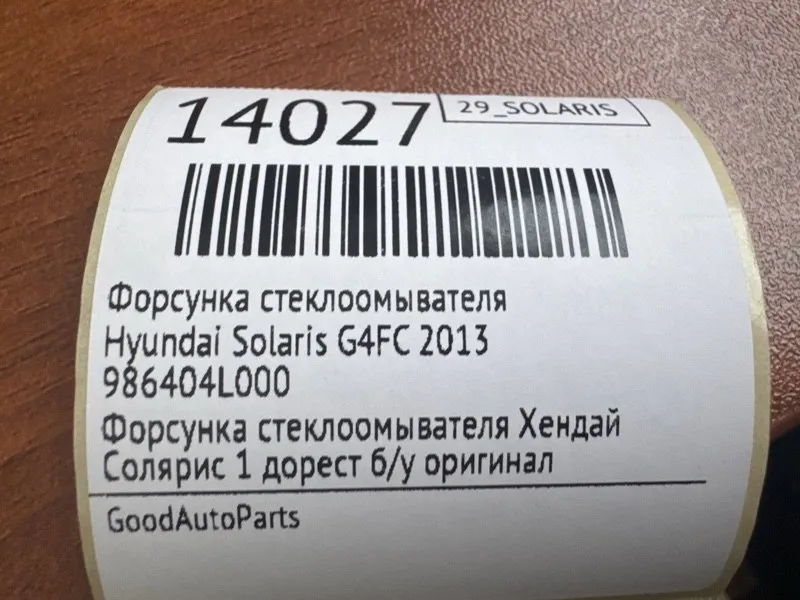 14027
29_SOLARIS
Форсунка стеклоомывателя
Hyundai Solaris G4FC 2013
986404L000
Форсунка стеклоомывателя Хендай
Солярис 1 дорест б/у оригинал
GoodAutoParts